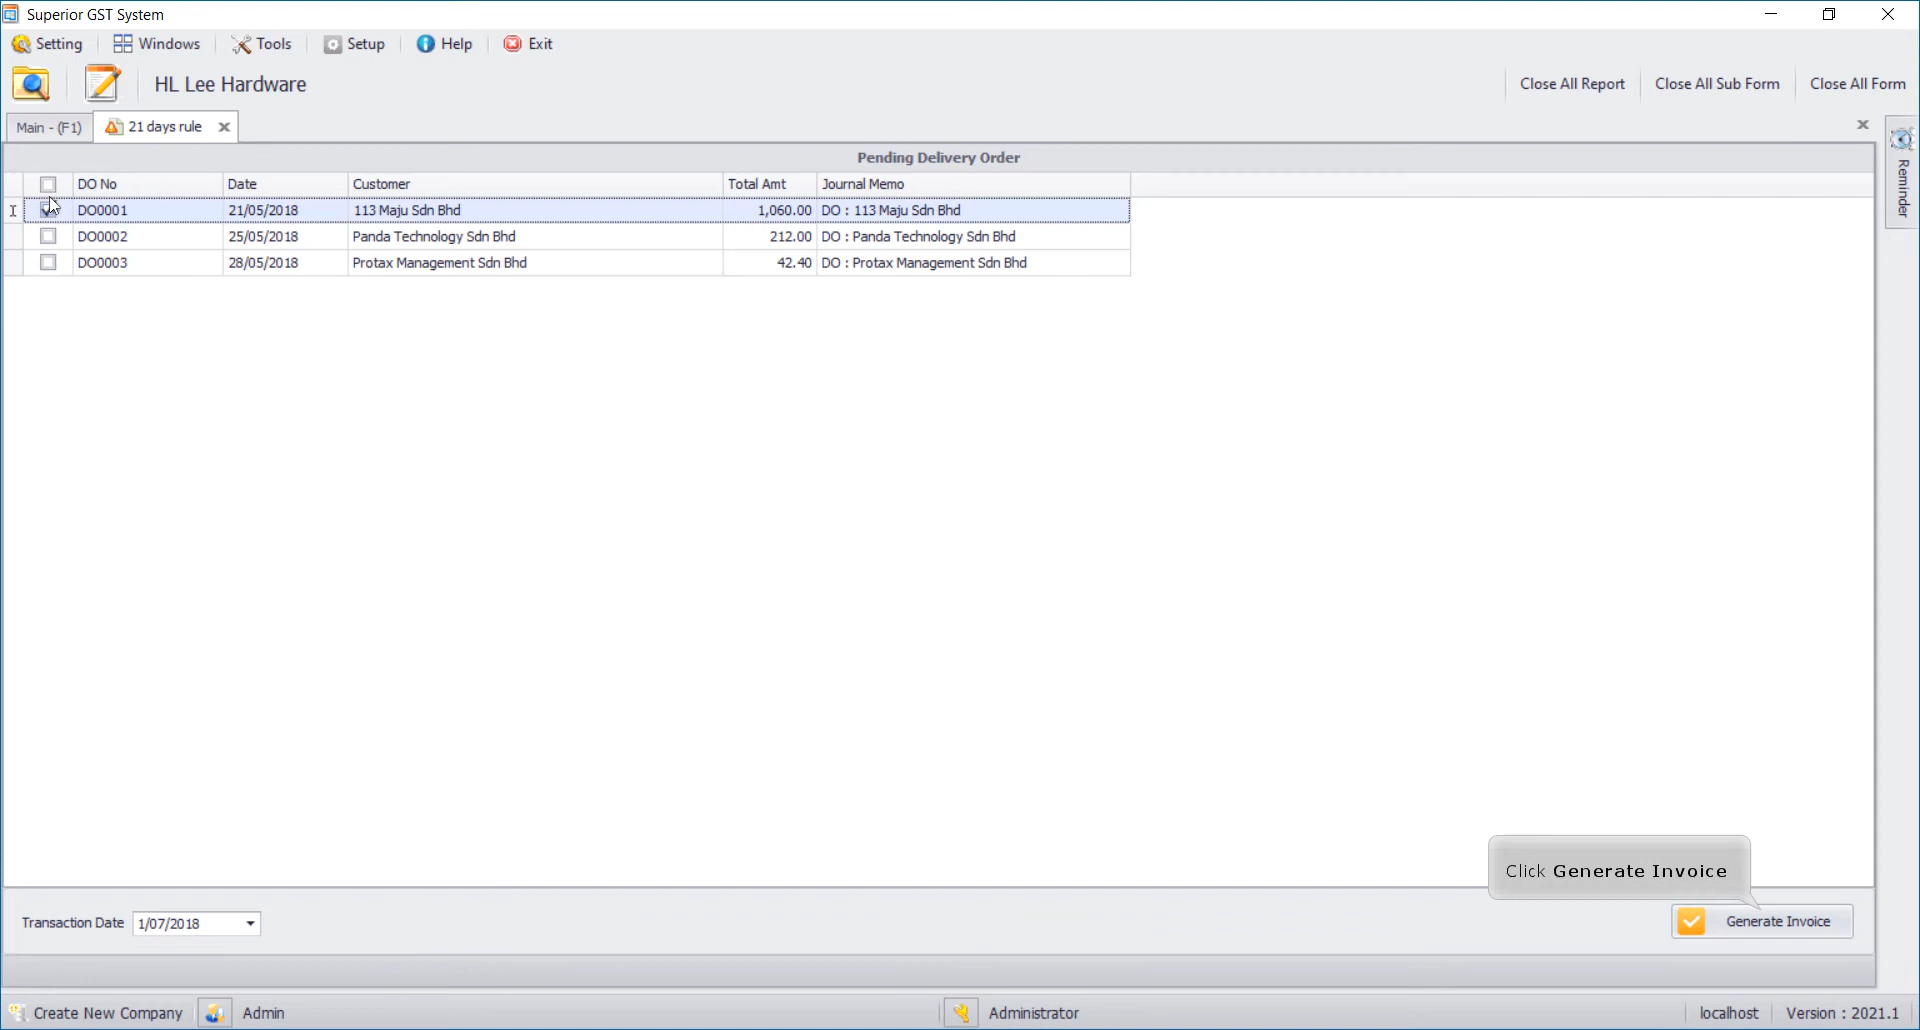 Superior GST System
Setting Windows Tools Setup Help Exit
HL Lee Hardware Close All Report Close All Sub Form Close All Form
Main - (F1) 21 days rule
Reminder
Pending Delivery Order
DO No Date Customer Total Amt Journal Memo
DO0001 21/05/2018 113 Maju Sdn Bhd 1,060.00 DO : 113 Maju Sdn Bhd
DO0002 25/05/2018 Panda Technology Sdn Bhd 212.00 DO : Panda Technology Sdn Bhd
DO0003 28/05/2018 Protax Management Sdn Bhd 42.40 DO : Protax Management Sdn Bhd
Click Generate Invoice
Transaction Date 1/07/2018 Generate Invoice
Create New Company Admin Administrator localhost Version : 2021.1